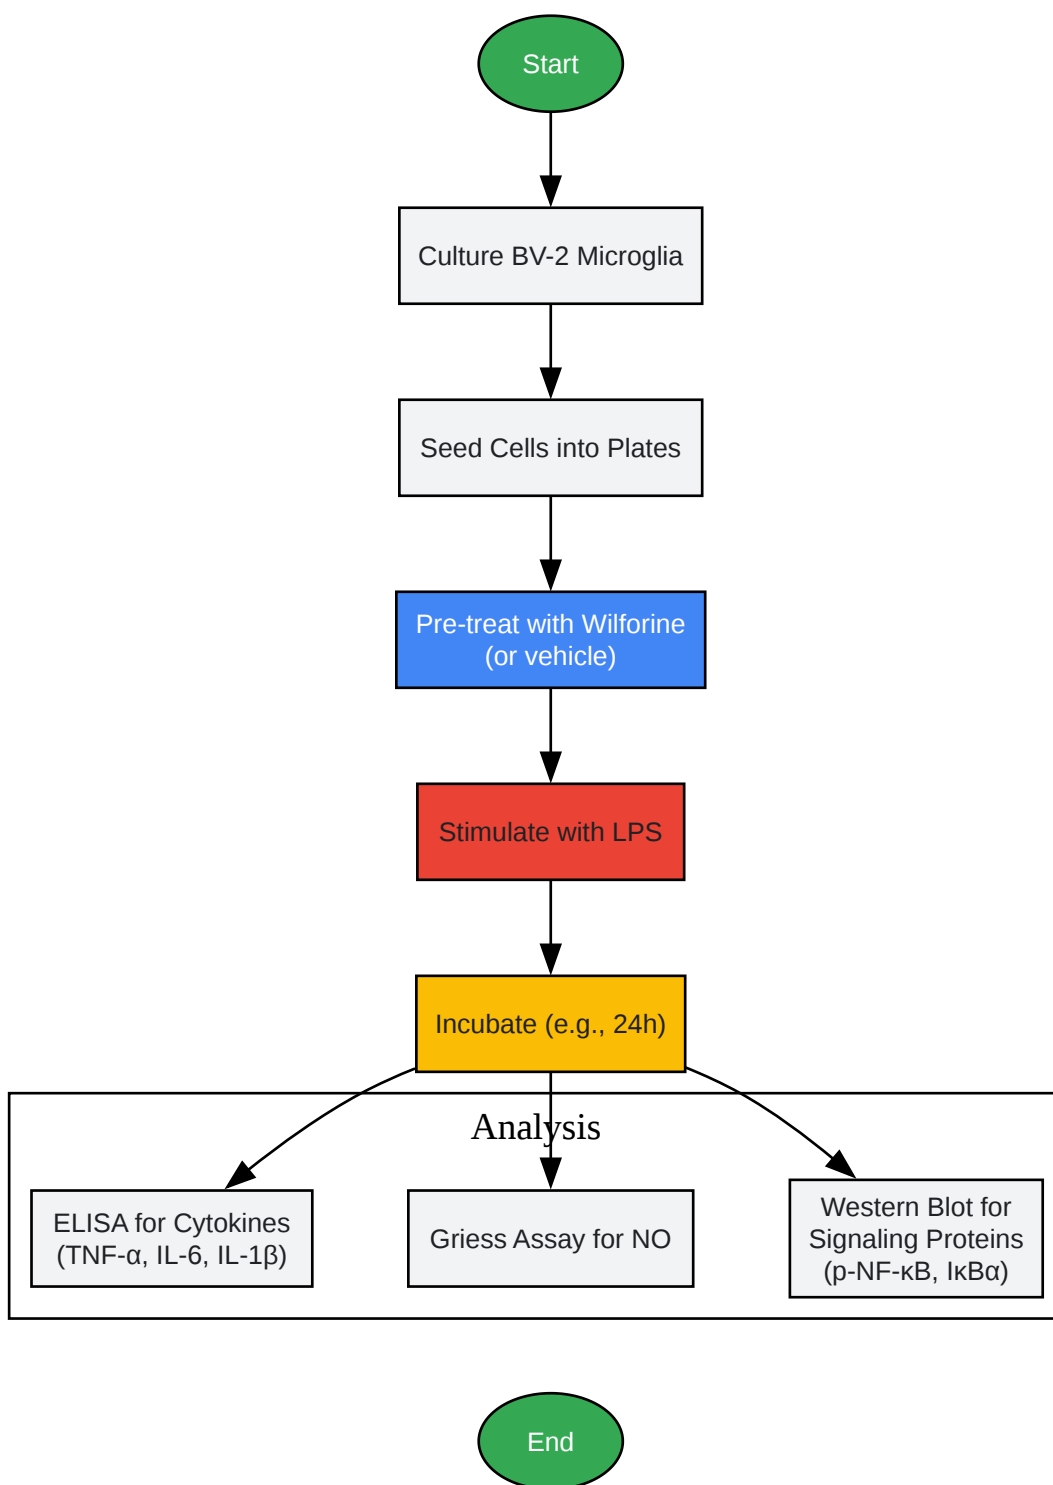 Start
Culture BV-2 Microglia
Seed Cells into Plates
Pre-treat with Wilforine
(or vehicle)
Stimulate with LPS
Incubate (e.g., 24h)
Analysis
ELISA for Cytokines
(TNF-α, IL-6, IL-1β)
Griess Assay for NO
Western Blot for
Signaling Proteins
(p-NF-κB, IκBα)
End